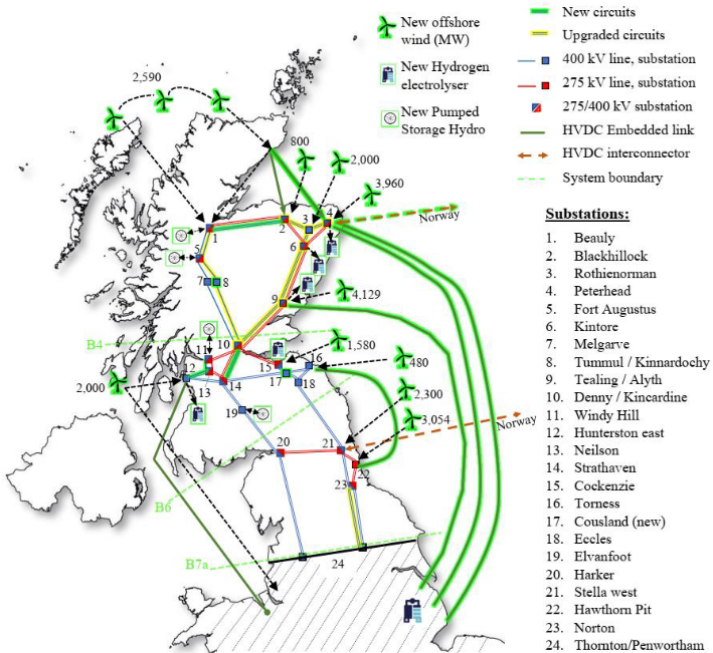 New offshore
wind (MW)
New Hydrogen
electrolyser
New Pumped
Storage Hydro
New circuits
Upgraded circuits
400 kV line, substation
275 kV line, substation
275/400 kV substation
HVDC Embedded link
HVDC interconnector
System boundary
2,590
800
2,000
3,960
Norway
1
2
3
4
5
6
7
8
9
4,129
B4
10
1,580
11
12
15
16
480
2,000
13
14
17
18
2,300
19
3,054
Norway
20
21
22
23
B6
B7a
24
Substations:
1. Beauly
2. Blackhillock
3. Rothienorman
4. Peterhead
5. Fort Augustus
6. Kintore
7. Melgarve
8. Tummul / Kinnardochy
9. Tealing / Alyth
10. Denny / Kincardine
11. Windy Hill
12. Hunterston east
13. Neilson
14. Strathaven
15. Cockenzie
16. Torness
17. Cousland (new)
18. Eccles
19. Elvanfoot
20. Harker
21. Stella west
22. Hawthorn Pit
23. Norton
24. Thornton/Penwortham